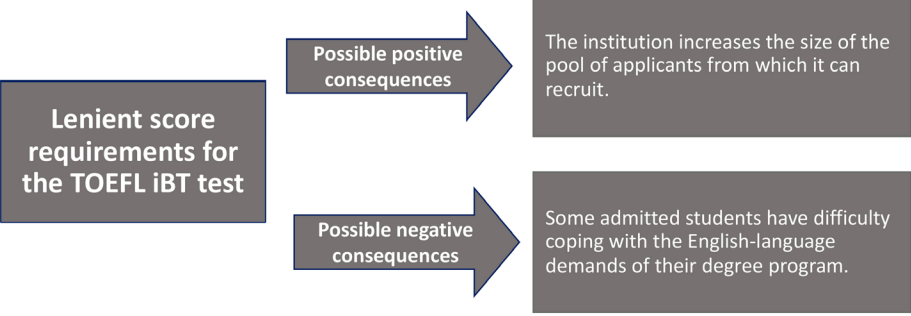 Lenient score
requirements for
the TOEFL iBT test
Possible positive
consequences
The institution increases the size of the
pool of applicants from which it can
recruit.
Possible negative
consequences
Some admitted students have difficulty
coping with the English-language
demands of their degree program.